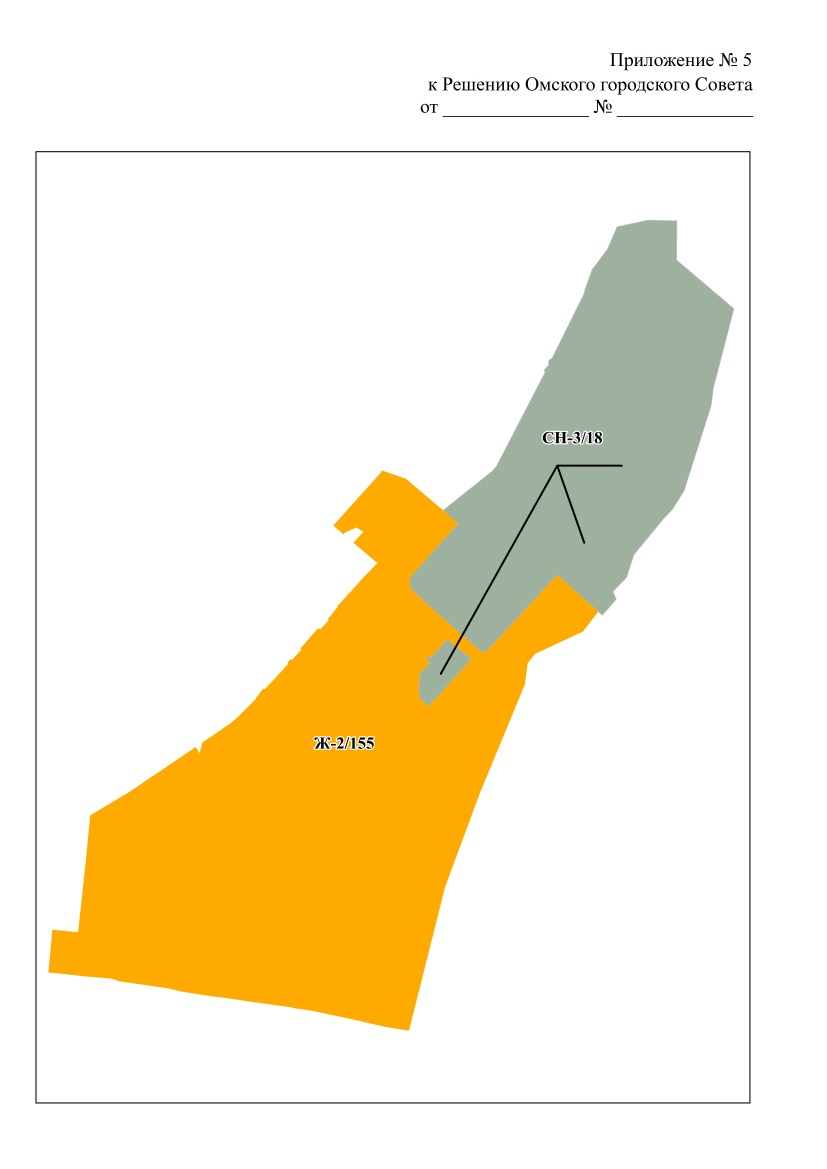 Приложение № 5
к Решению Омского городского Совета
от ________________ № _______________
СН-3/18
Ж-2/155